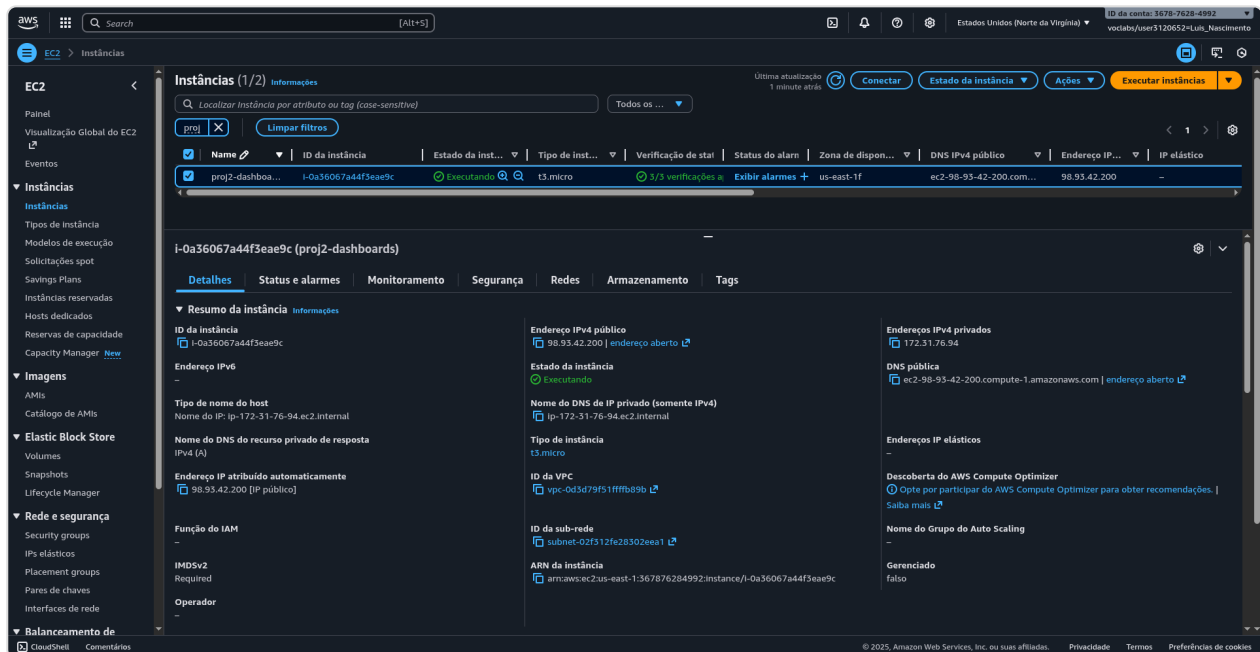 aws
Search [Alt+S]
Estados Unidos (Norte da Virgínia) ▼
ID da conta: 3678-7628-4992 ▼
voclabs/user3120652=Luis_Nascimento
EC2 > Instâncias
EC2
Painel
Visualização Global do EC2
Eventos
▼ Instâncias
Instâncias
Tipos de instância
Modelos de execução
Solicitações spot
Savings Plans
Instâncias reservadas
Hosts dedicados
Reservas de capacidade
Capacity Manager New
▼ Imagens
AMIs
Catálogo de AMIs
▼ Elastic Block Store
Volumes
Snapshots
Lifecycle Manager
▼ Rede e segurança
Security groups
IPs elásticos
Placement groups
Pares de chaves
Interfaces de rede
▼ Balanceamento de
Instâncias (1/2) Informações
Última atualização
1 minute atrás
Conectar
Estado da instância ▼
Ações ▼
Executar instâncias ▼
Localizar Instância por atributo ou tag (case-sensitive)
Todos os ... ▼
proj X
Limpar filtros
< 1 >
Name ▼ ID da instância Estado da inst... Tipo de inst... Verificação de stat Status do alarm Zona de dispon... DNS IPv4 público Endereço IP... IP elástico
proj2-dashboa... i-0a36067a44f3eae9c Executando t3.micro 3/3 verificações a Exibir alarmes + us-east-1f ec2-98-93-42-200.com... 98.93.42.200 –
i-0a36067a44f3eae9c (proj2-dashboards)
Detalhes Status e alarmes Monitoramento Segurança Redes Armazenamento Tags
▼ Resumo da instância Informações
ID da instância
i-0a36067a44f3eae9c
Endereço IPv4 público
98.93.42.200 | endereço aberto
Endereços IPv4 privados
172.31.76.94
Endereço IPv6
–
Estado da instância
Executando
DNS pública
ec2-98-93-42-200.compute-1.amazonaws.com | endereço aberto
Tipo de nome do host
Nome do IP: ip-172-31-76-94.ec2.internal
Nome do DNS de IP privado (somente IPv4)
ip-172-31-76-94.ec2.internal
Nome do DNS do recurso privado de resposta
IPv4 (A)
Tipo de instância
t3.micro
Endereços IP elásticos
–
Endereço IP atribuído automaticamente
98.93.42.200 [IP público]
ID da VPC
vpc-0d3d79f51ffffb89b
Descoberta do AWS Compute Optimizer
Opte por participar do AWS Compute Optimizer para obter recomendações. |
Saiba mais
Função do IAM
–
ID da sub-rede
subnet-02f312fe28302eea1
Nome do Grupo do Auto Scaling
–
IMDSv2
Required
ARN da instância
arn:aws:ec2:us-east-1:367876284992:instance/i-0a36067a44f3eae9c
Gerenciado
falso
Operador
–
CloudShell Comentários
© 2025, Amazon Web Services, Inc. ou suas afiliadas. Privacidade Termos Preferências de cookies